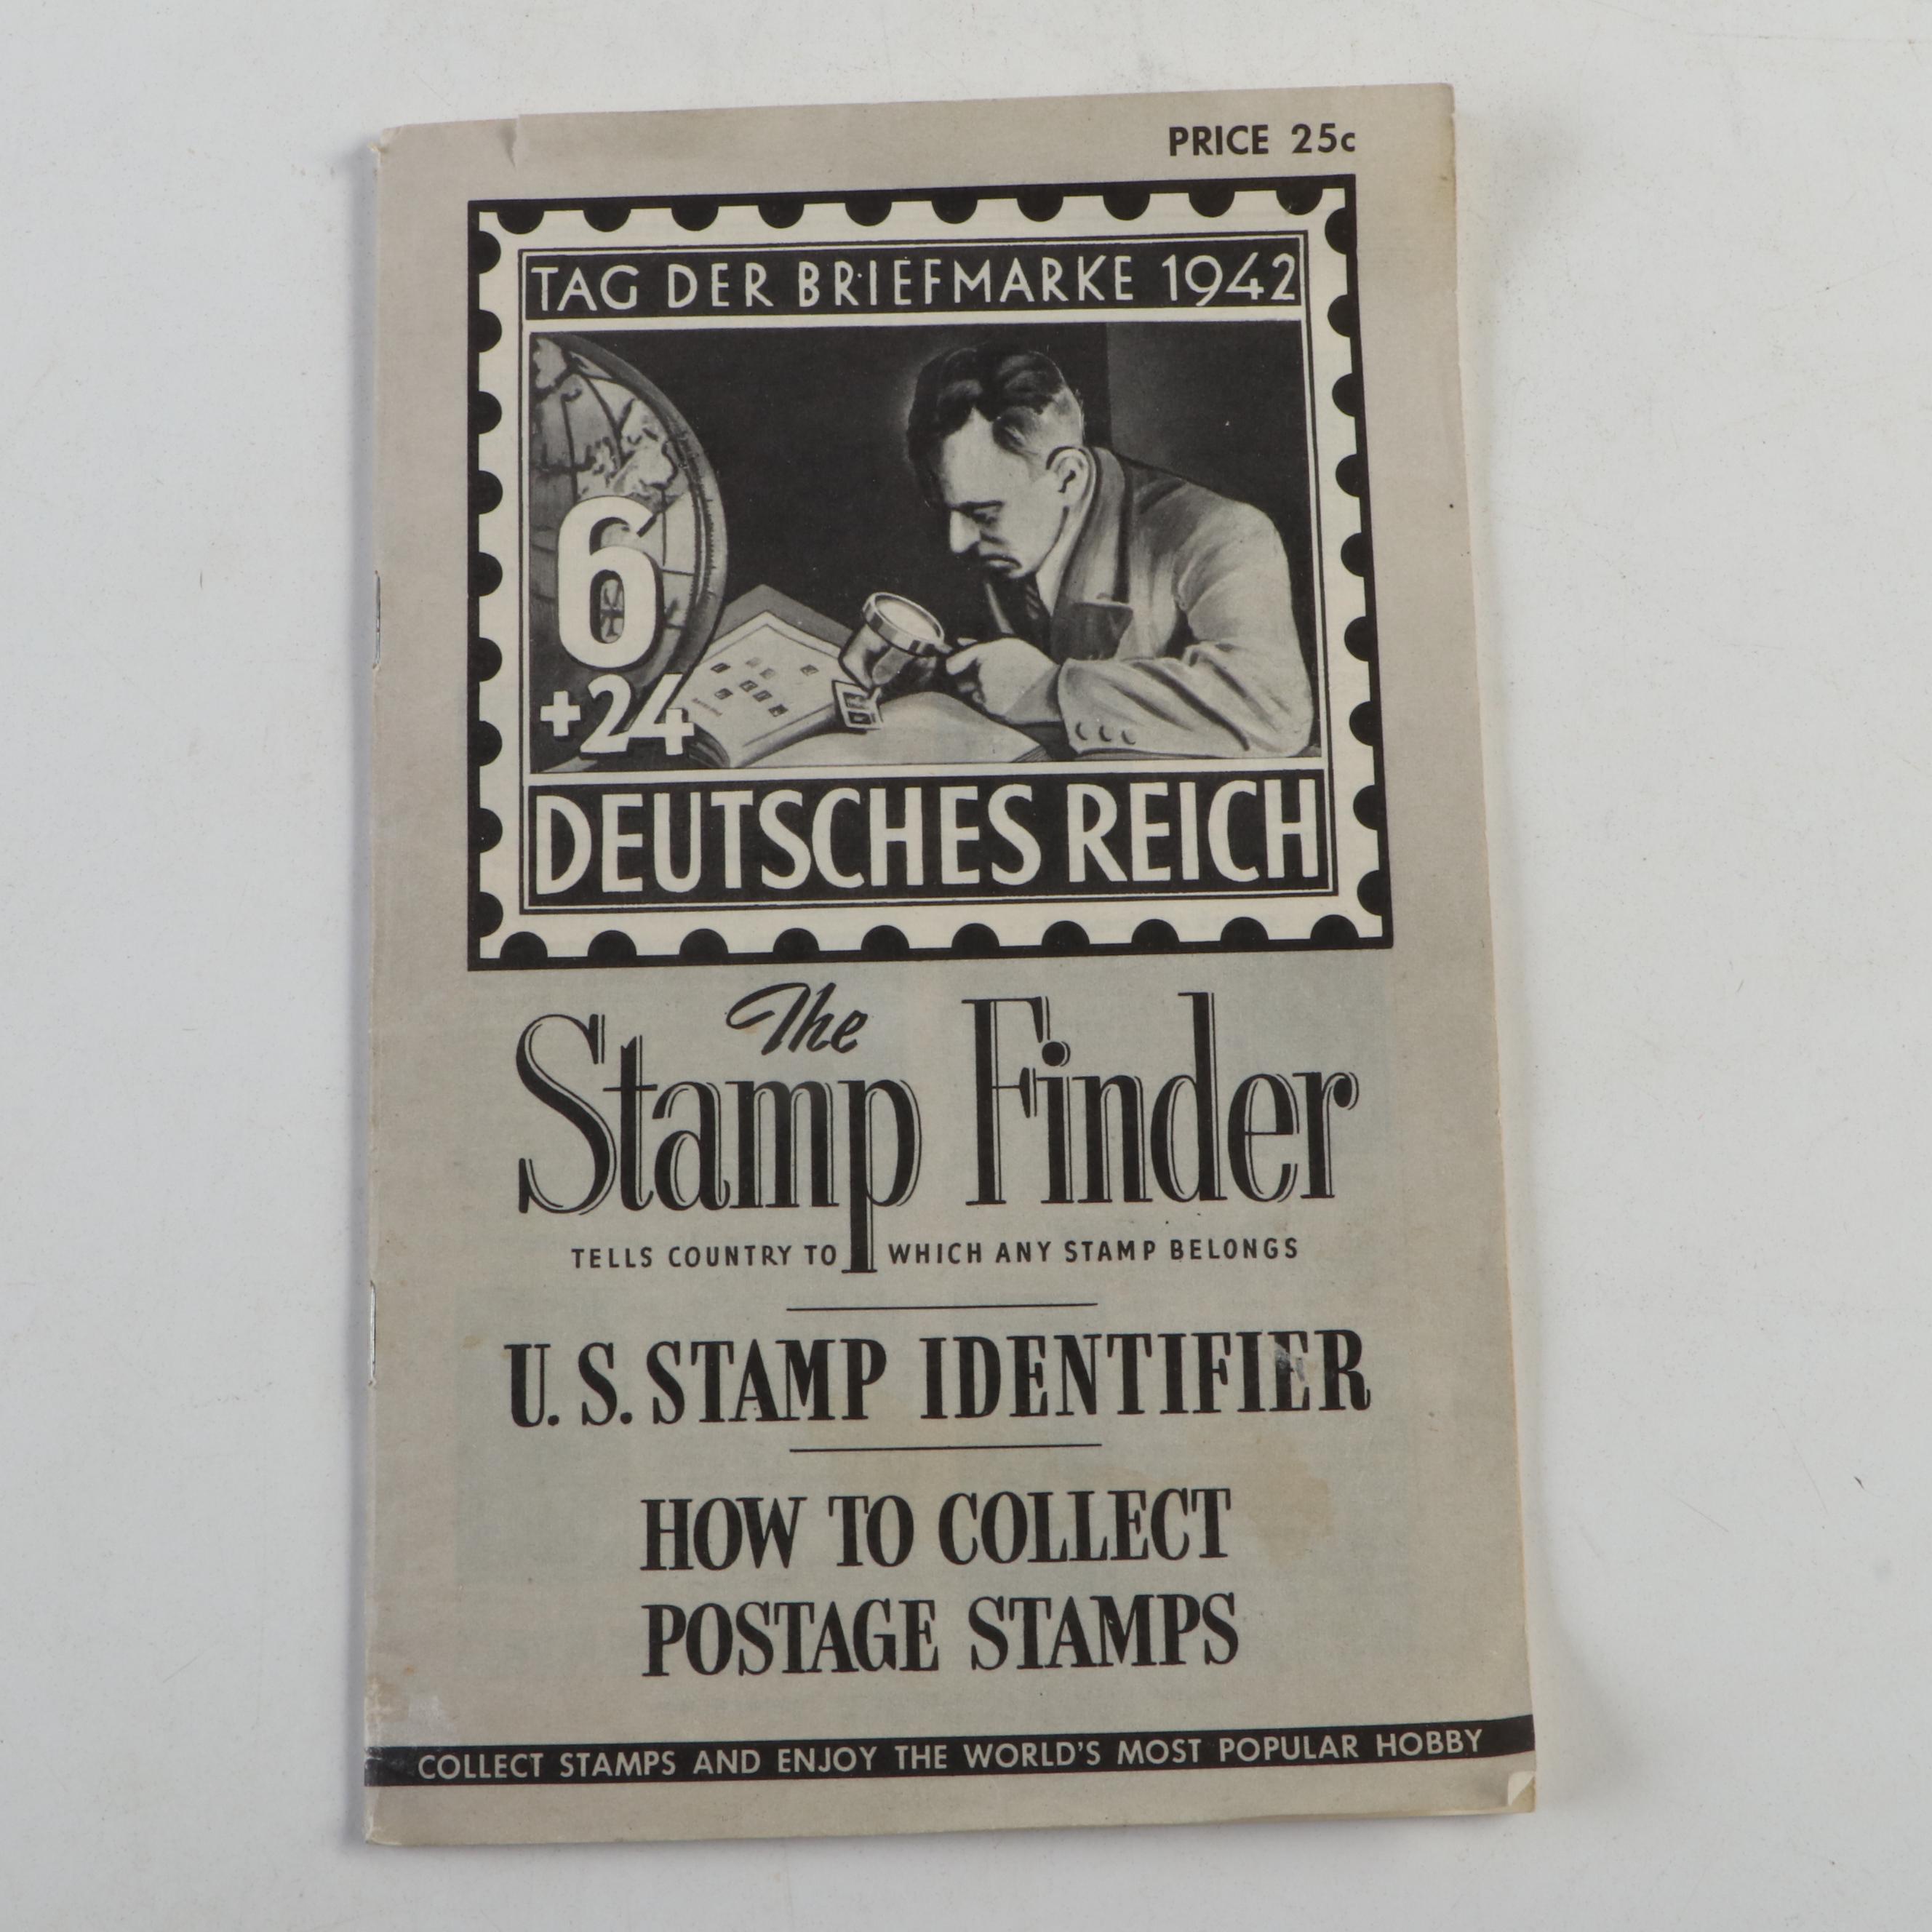 PRICE 25c
TAG DER BRIEFMARKE 1942
6
+24
DEUTSCHES REICH
The
Stamp Finder
TELLS COUNTRY TO WHICH ANY STAMP BELONGS
U.S. STAMP IDENTIFIER
HOW TO COLLECT
POSTAGE STAMPS
COLLECT STAMPS AND ENJOY THE WORLD'S MOST POPULAR HOBBY